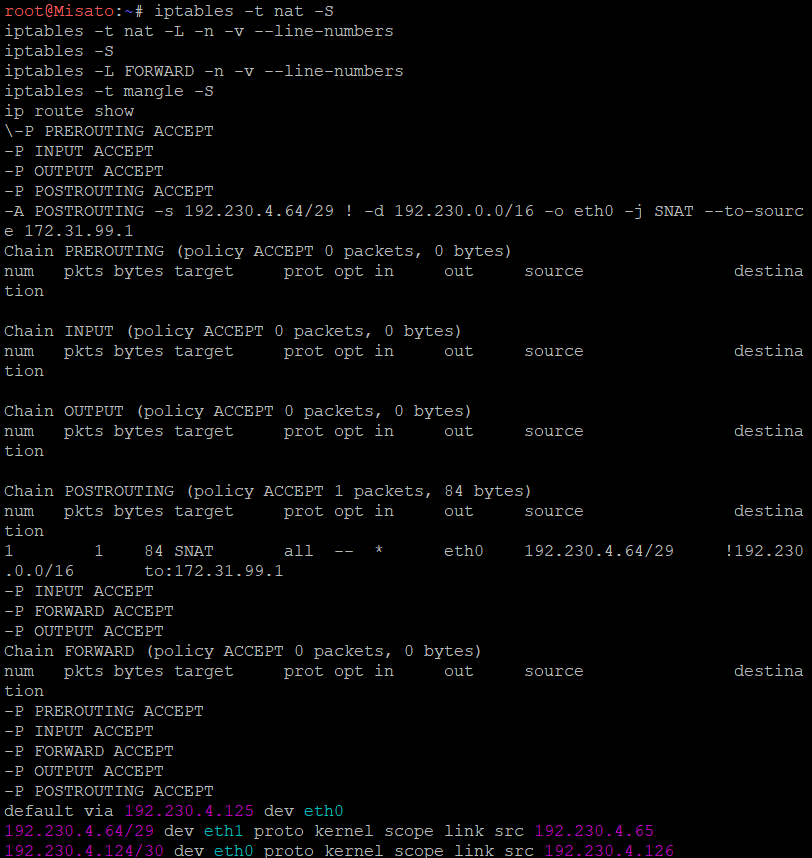 root@Misato:~# iptables -t nat -S
iptables -t nat -L -n -v --line-numbers
iptables -S
iptables -L FORWARD -n -v --line-numbers
iptables -t mangle -S
ip route show
\-P PREROUTING ACCEPT
-P INPUT ACCEPT
-P OUTPUT ACCEPT
-P POSTROUTING ACCEPT
-A POSTROUTING -s 192.230.4.64/29 ! -d 192.230.0.0/16 -o eth0 -j SNAT --to-sourc
e 172.31.99.1
Chain PREROUTING (policy ACCEPT 0 packets, 0 bytes)
num   pkts bytes target     prot opt in     out     source               destina
tion

Chain INPUT (policy ACCEPT 0 packets, 0 bytes)
num   pkts bytes target     prot opt in     out     source               destina
tion

Chain OUTPUT (policy ACCEPT 0 packets, 0 bytes)
num   pkts bytes target     prot opt in     out     source               destina
tion

Chain POSTROUTING (policy ACCEPT 1 packets, 84 bytes)
num   pkts bytes target     prot opt in     out     source               destina
tion
1        1    84 SNAT       all  --  *      eth0    192.230.4.64/29     !192.230
.0.0/16       to:172.31.99.1
-P INPUT ACCEPT
-P FORWARD ACCEPT
-P OUTPUT ACCEPT
Chain FORWARD (policy ACCEPT 0 packets, 0 bytes)
num   pkts bytes target     prot opt in     out     source               destina
tion
-P PREROUTING ACCEPT
-P INPUT ACCEPT
-P FORWARD ACCEPT
-P OUTPUT ACCEPT
-P POSTROUTING ACCEPT
default via 192.230.4.125 dev eth0
192.230.4.64/29 dev eth1 proto kernel scope link src 192.230.4.65
192.230.4.124/30 dev eth0 proto kernel scope link src 192.230.4.126